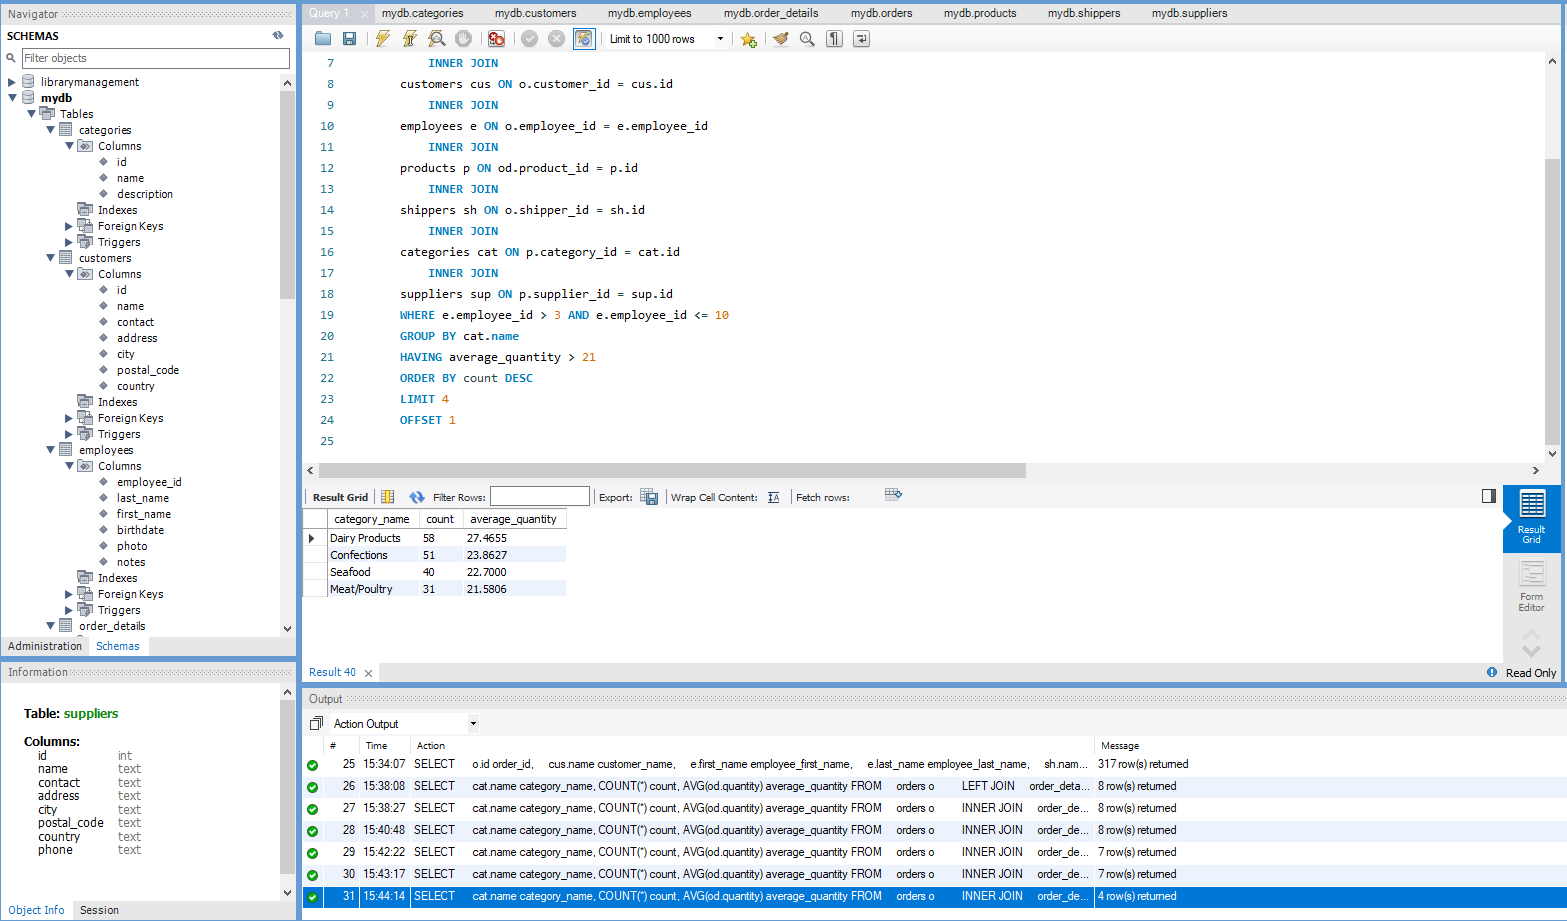 Navigator
SCHEMAS
Filter objects
librarymanagement
mydb
Tables
categories
Columns
id
name
description
Indexes
Foreign Keys
Triggers
customers
Columns
id
name
contact
address
city
postal_code
country
Indexes
Foreign Keys
Triggers
employees
Columns
employee_id
last_name
first_name
birthdate
photo
notes
Indexes
Foreign Keys
Triggers
order_details
Administration Schemas
Information
Table: suppliers
Columns:
id int
name text
contact text
address text
city text
postal_code text
country text
phone text
Object Info Session
Query 1 mydb.categories mydb.customers mydb.employees mydb.order_details mydb.orders mydb.products mydb.shippers mydb.suppliers
Limit to 1000 rows
7 INNER JOIN
8 customers cus ON o.customer_id = cus.id
9 INNER JOIN
10 employees e ON o.employee_id = e.employee_id
11 INNER JOIN
12 products p ON od.product_id = p.id
13 INNER JOIN
14 shippers sh ON o.shipper_id = sh.id
15 INNER JOIN
16 categories cat ON p.category_id = cat.id
17 INNER JOIN
18 suppliers sup ON p.supplier_id = sup.id
19 WHERE e.employee_id > 3 AND e.employee_id <= 10
20 GROUP BY cat.name
21 HAVING average_quantity > 21
22 ORDER BY count DESC
23 LIMIT 4
24 OFFSET 1
25
Result Grid Filter Rows: Export: Wrap Cell Content: Fetch rows:
category_name count average_quantity
Dairy Products 58 27.4655
Confections 51 23.8627
Seafood 40 22.7000
Meat/Poultry 31 21.5806
Result Grid
Form Editor
Result 40
Read Only
Output
Action Output
# Time Action Message
25 15:34:07 SELECT o.id order_id, cus.name customer_name, e.first_name employee_first_name, e.last_name employee_last_name, sh.nam... 317 row(s) returned
26 15:38:08 SELECT cat.name category_name, COUNT(*) count, AVG(od.quantity) average_quantity FROM orders o LEFT JOIN order_deta... 8 row(s) returned
27 15:38:27 SELECT cat.name category_name, COUNT(*) count, AVG(od.quantity) average_quantity FROM orders o INNER JOIN order_de... 8 row(s) returned
28 15:40:48 SELECT cat.name category_name, COUNT(*) count, AVG(od.quantity) average_quantity FROM orders o INNER JOIN order_de... 8 row(s) returned
29 15:42:22 SELECT cat.name category_name, COUNT(*) count, AVG(od.quantity) average_quantity FROM orders o INNER JOIN order_de... 7 row(s) returned
30 15:43:17 SELECT cat.name category_name, COUNT(*) count, AVG(od.quantity) average_quantity FROM orders o INNER JOIN order_de... 7 row(s) returned
31 15:44:14 SELECT cat.name category_name, COUNT(*) count, AVG(od.quantity) average_quantity FROM orders o INNER JOIN order_de... 4 row(s) returned